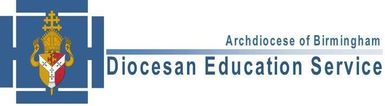 Archdiocese of Birmingham
Diocesan Education Service